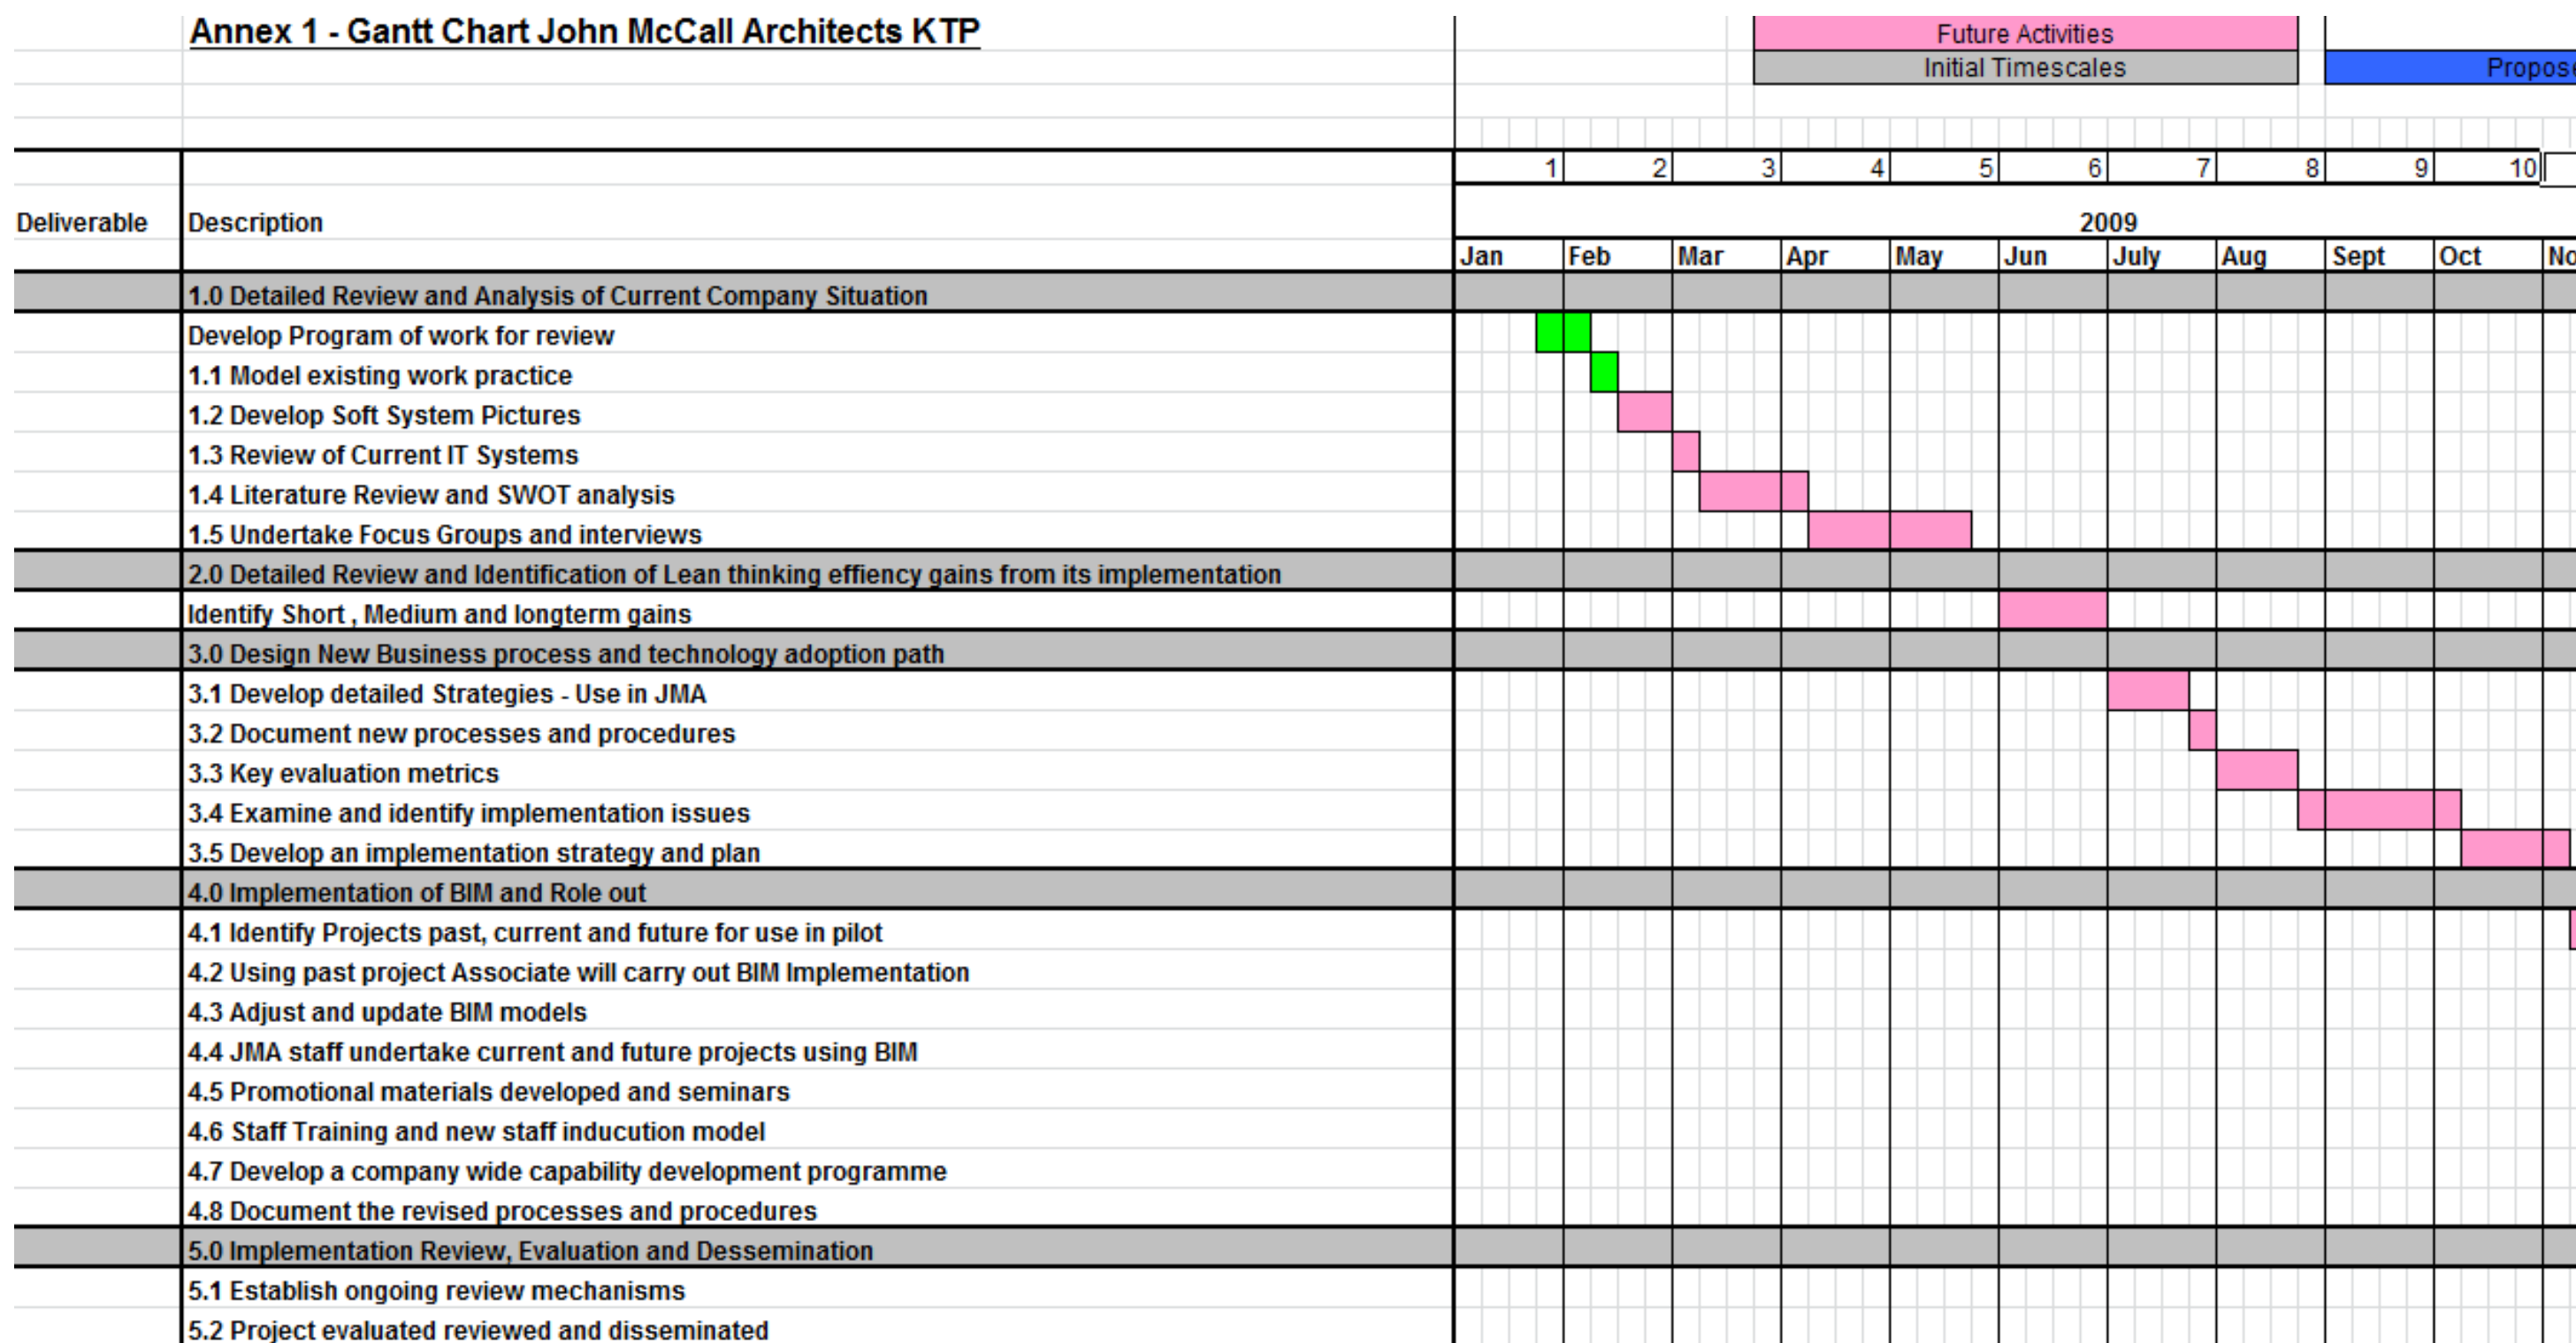 Annex 1 - Gantt Chart John McCall Architects KTP
Future Activities
Initial Timescales
1 2 3 4 5 6 7 8 9 10
Deliverable Description 2009
Jan Feb Mar Apr May Jun July Aug Sept Oct
1.0 Detailed Review and Analysis of Current Company Situation
Develop Program of work for review
1.1 Model existing work practice
1.2 Develop Soft System Pictures
1.3 Review of Current IT Systems
1.4 Literature Review and SWOT analysis
1.5 Undertake Focus Groups and interviews
2.0 Detailed Review and Identification of Lean thinking effiency gains from its implementation
Identify Short , Medium and longterm gains
3.0 Design New Business process and technology adoption path
3.1 Develop detailed Strategies - Use in JMA
3.2 Document new processes and procedures
3.3 Key evaluation metrics
3.4 Examine and identify implementation issues
3.5 Develop an implementation strategy and plan
4.0 Implementation of BIM and Role out
4.1 Identify Projects past, current and future for use in pilot
4.2 Using past project Associate will carry out BIM Implementation
4.3 Adjust and update BIM models
4.4 JMA staff undertake current and future projects using BIM
4.5 Promotional materials developed and seminars
4.6 Staff Training and new staff inducution model
4.7 Develop a company wide capability development programme
4.8 Document the revised processes and procedures
5.0 Implementation Review, Evaluation and Dessemination
5.1 Establish ongoing review mechanisms
5.2 Project evaluated reviewed and disseminated